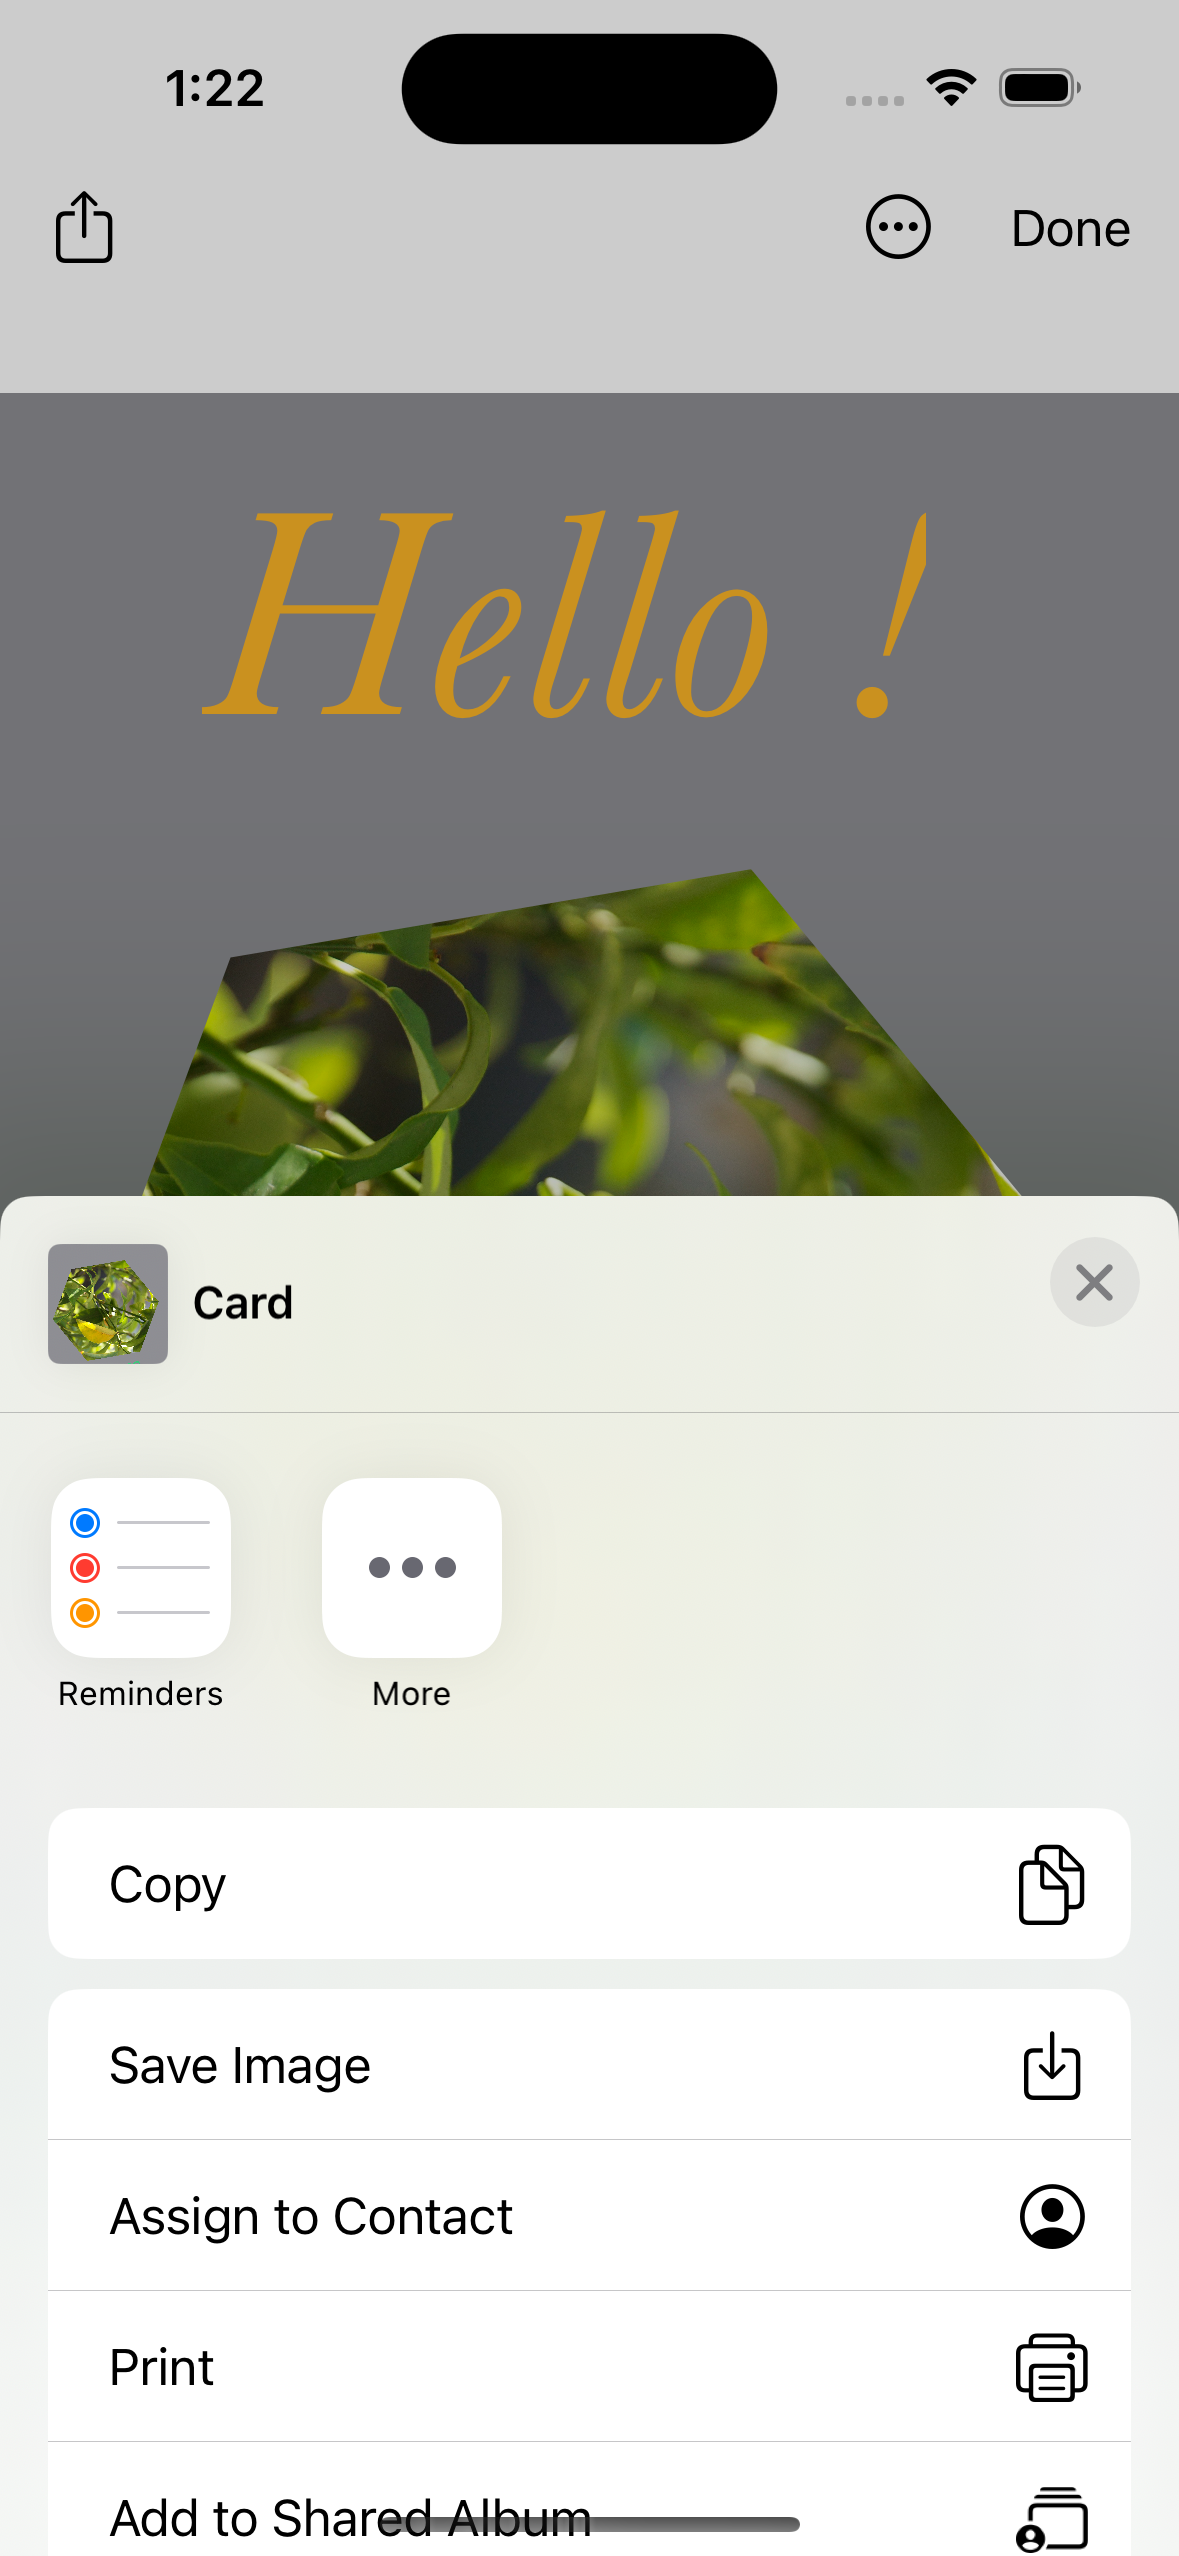 1:22
Done
Hello !
Card
Reminders
More
Copy
Save Image
Assign to Contact
Print
Add to Shared Album